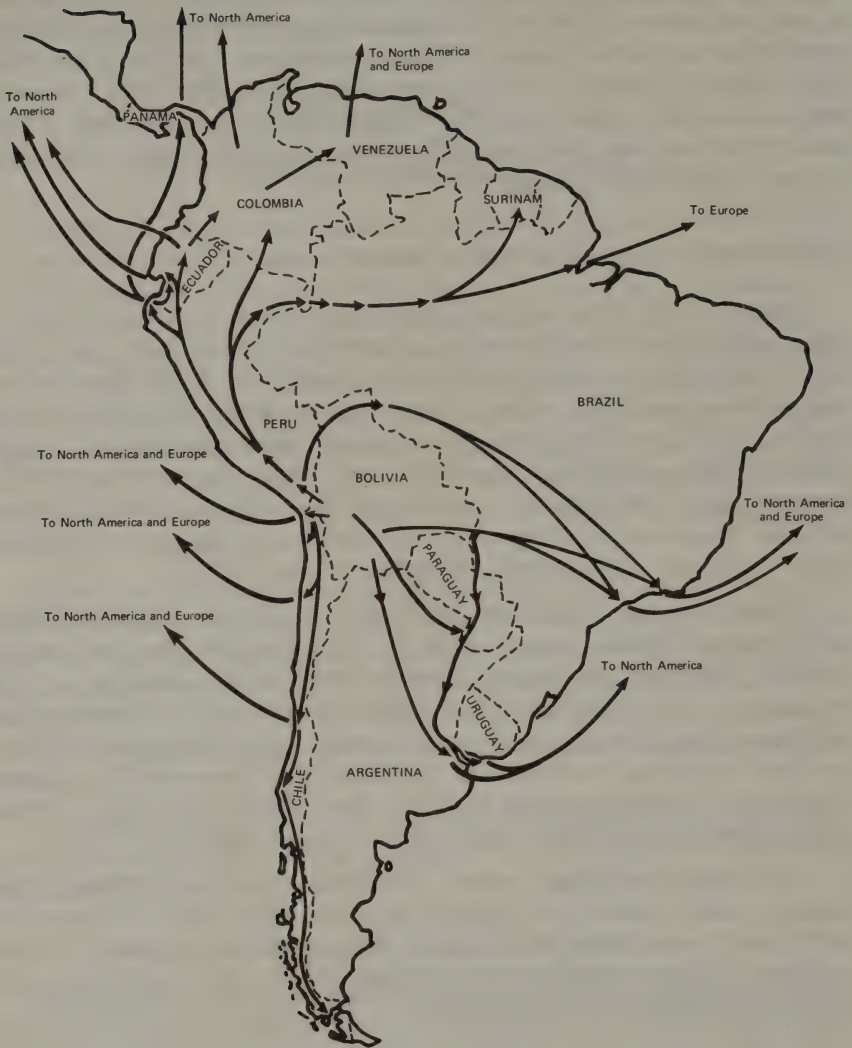 To North America
To North America
and Europe
To North
America
PANAMA
VENEZUELA
COLOMBIA
SURINAM
To Europe
ECUADOR
BRAZIL
PERU
To North America and Europe
BOLIVIA
To North America
and Europe
To North America and Europe
PARAGUAY
To North America and Europe
To North America
URUGUAY
ARGENTINA
CHILE